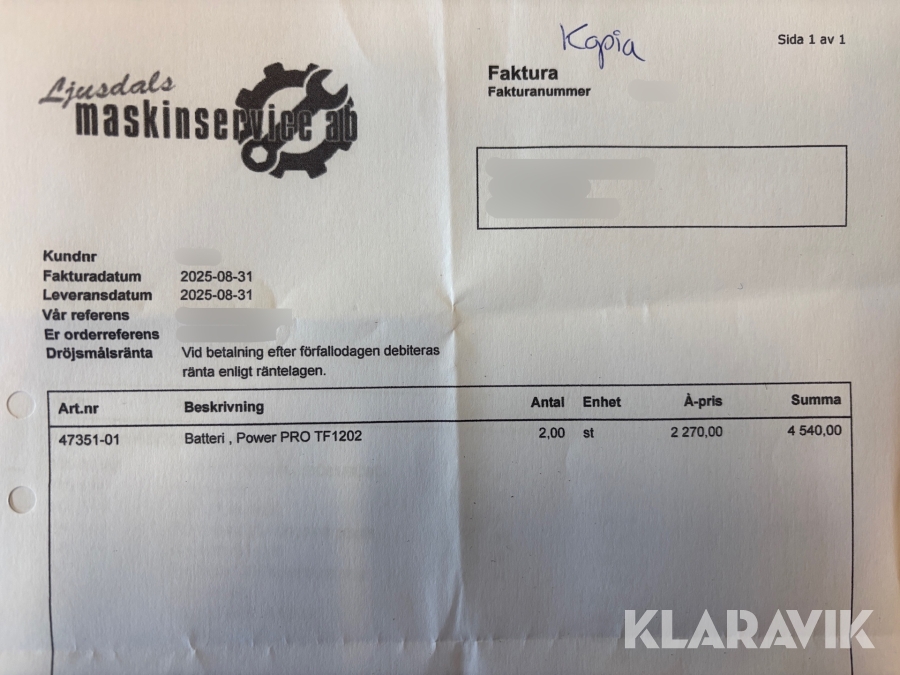 Kopia
Sida 1 av 1
Ljusdals
maskinservice ab
Faktura
Fakturanummer
Kundnr
Fakturadatum 2025-08-31
Leveransdatum 2025-08-31
Vår referens
Er orderreferens
Dröjsmålsränta Vid betalning efter förfallodagen debiteras
ränta enligt räntelagen.
Art.nr Beskrivning Antal Enhet À-pris Summa
47351-01 Batteri , Power PRO TF1202 2,00 st 2 270,00 4 540,00
KLARAVIK